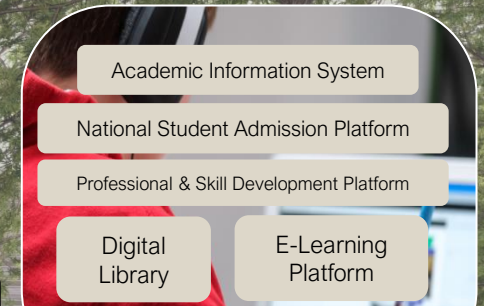 Academic Information System
National Student Admission Platform
Professional & Skill Development Platform
Digital
Library
E-Learning
Platform